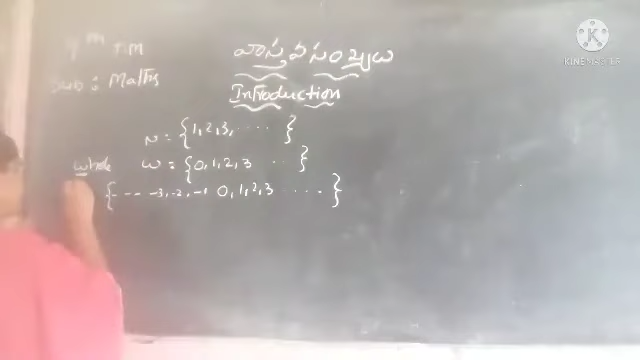 TM
Sub : Maths
వాస్తవ సంఖ్యలు
Introduction
N = {1, 2, 3, .... }
whole W = {0, 1, 2, 3 .. }
{- -- -3, -2, -1 0, 1, 2, 3 .... }
K
KINEMASTER